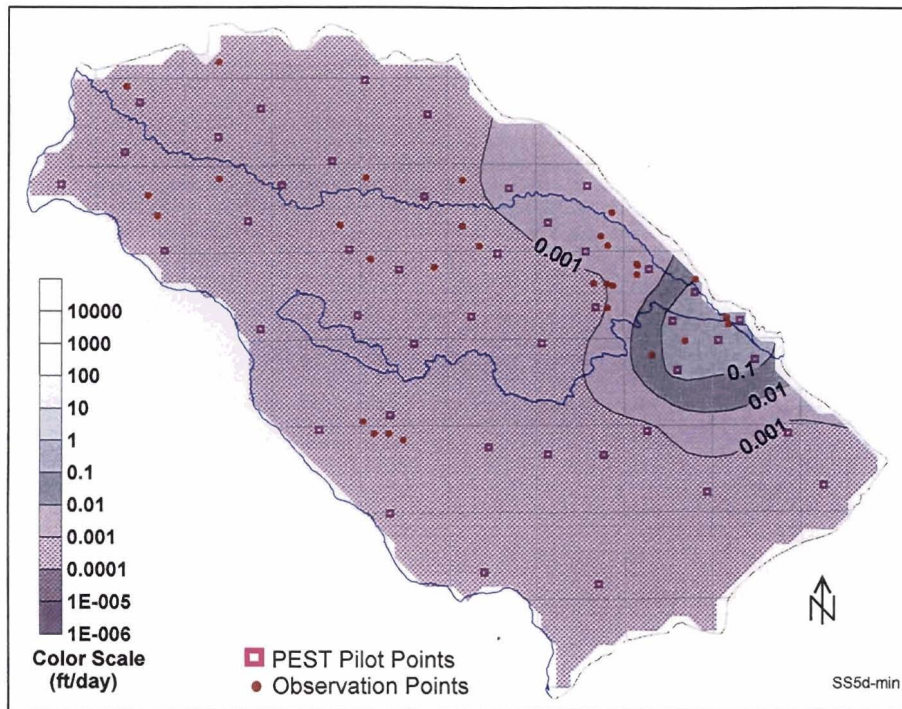 0.001
0.1
0.01
0.001
10000
1000
100
10
1
0.1
0.01
0.001
0.0001
1E-005
1E-006
Color Scale
(ft/day)
PEST Pilot Points
Observation Points
N
SS5d-min